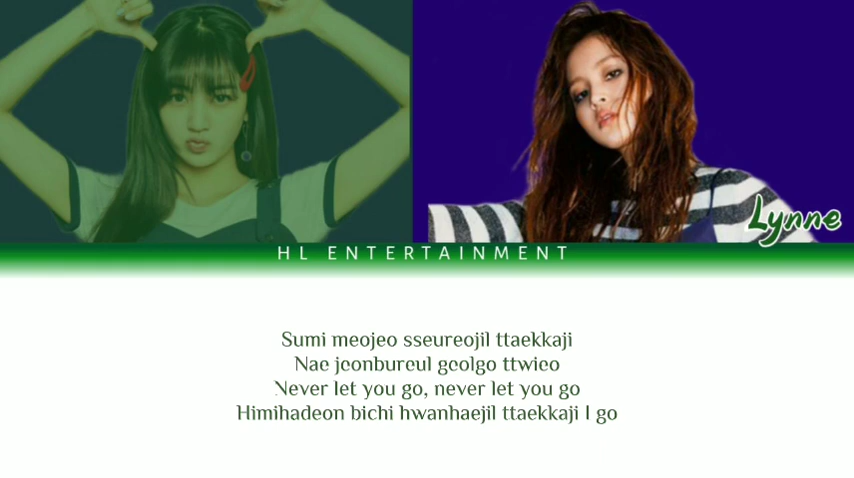 Lynne
HL ENTERTAINMENT
Sumi meojeo sseureojil ttaekkaji
Nae jeonbureul geolgo ttwieo
Never let you go, never let you go
Himihadeon bichi hwanhaejil ttaekkaji I go